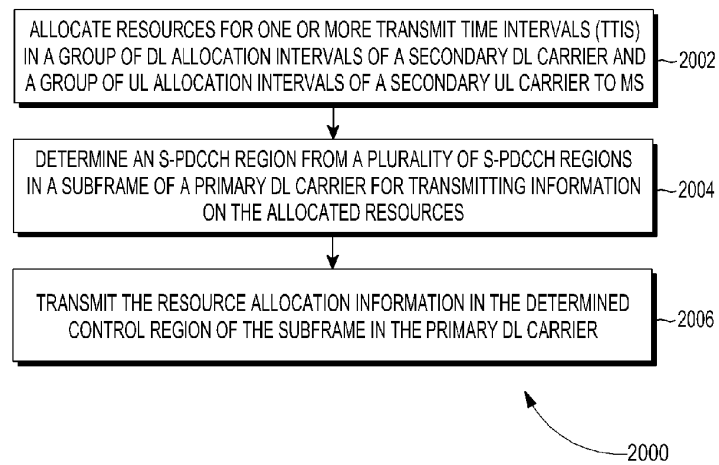 ALLOCATE RESOURCES FOR ONE OR MORE TRANSMIT TIME INTERVALS (TTIS)
IN A GROUP OF DL ALLOCATION INTERVALS OF A SECONDARY DL CARRIER AND
A GROUP OF UL ALLOCATION INTERVALS OF A SECONDARY UL CARRIER TO MS
2002
DETERMINE AN S-PDCCH REGION FROM A PLURALITY OF S-PDCCH REGIONS
IN A SUBFRAME OF A PRIMARY DL CARRIER FOR TRANSMITTING INFORMATION
ON THE ALLOCATED RESOURCES
2004
TRANSMIT THE RESOURCE ALLOCATION INFORMATION IN THE DETERMINED
CONTROL REGION OF THE SUBFRAME IN THE PRIMARY DL CARRIER
2006
2000